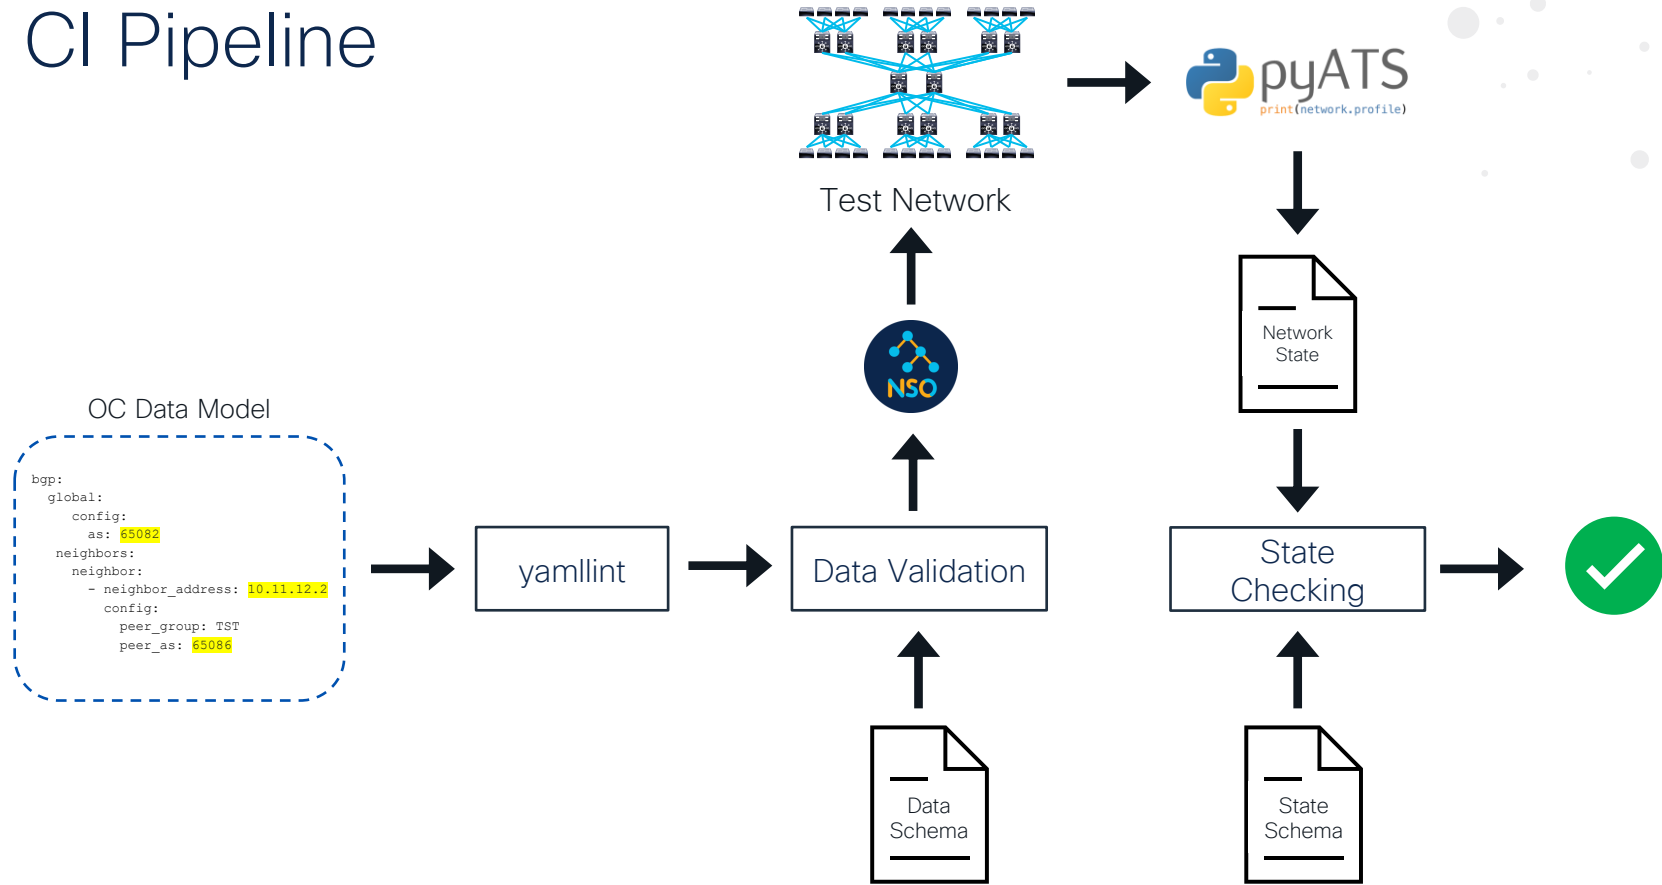 CI Pipeline
pyATS
print(network.profile)
Test Network
Network
State
NSO
OC Data Model
bgp:
  global:
     config:
       as: 65082
   neighbors:
     neighbor:
       - neighbor_address: 10.11.12.2
         config:
           peer_group: TST
           peer_as: 65086
yamllint
Data Validation
State
Checking
Data
Schema
State
Schema